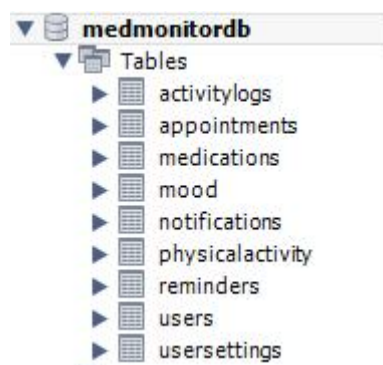 medmonitordb
Tables
activitylogs
appointments
medications
mood
notifications
physicalactivity
reminders
users
usersettings